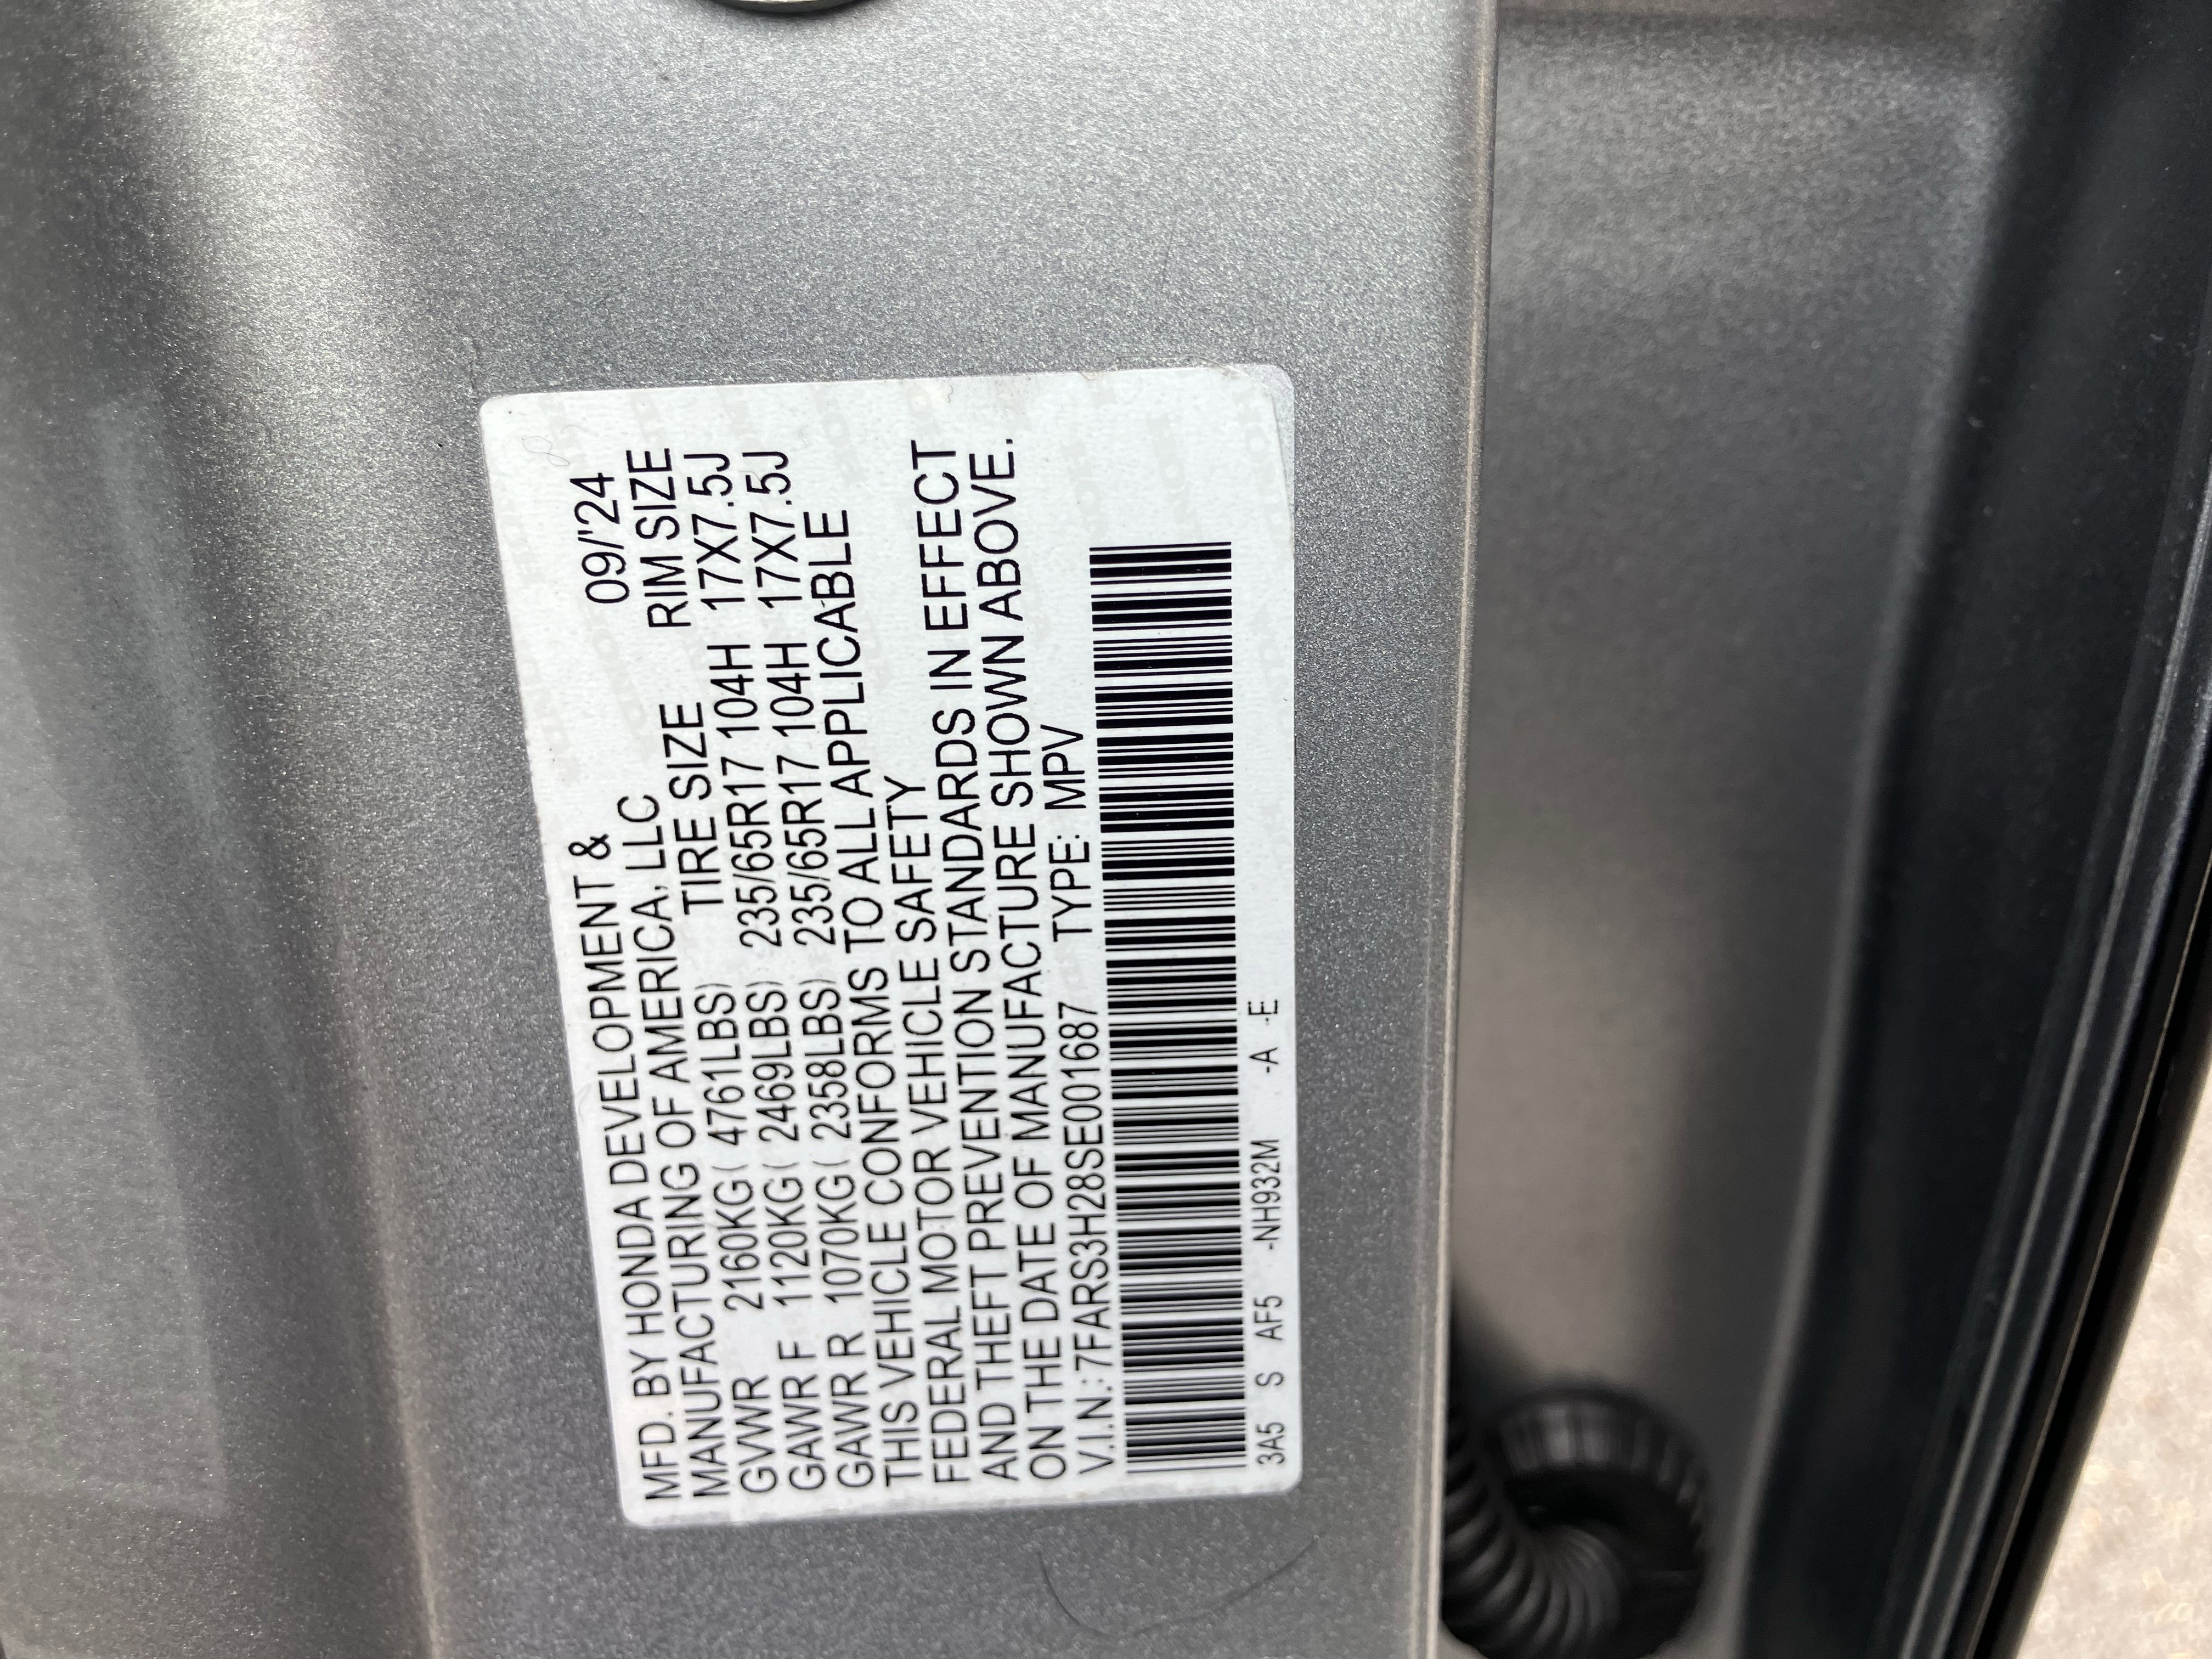 MFD. BY HONDA DEVELOPMENT & 09/'24
MANUFACTURING OF AMERICA, LLC RIM SIZE
TIRE SIZE
GVWR 2160KG( 4761LBS) 235/65R17 104H 17X7.5J
GAWR F 1120KG( 2469LBS) 235/65R17 104H 17X7.5J
GAWR R 1070KG( 2358LBS)
THIS VEHICLE CONFORMS TO ALL APPLICABLE
FEDERAL MOTOR VEHICLE SAFETY
AND THEFT PREVENTION STANDARDS IN EFFECT
ON THE DATE OF MANUFACTURE SHOWN ABOVE.
V.I.N.:7FARS3H28SE001687 TYPE: MPV
3A5 S AF5 -NH932M -A -E